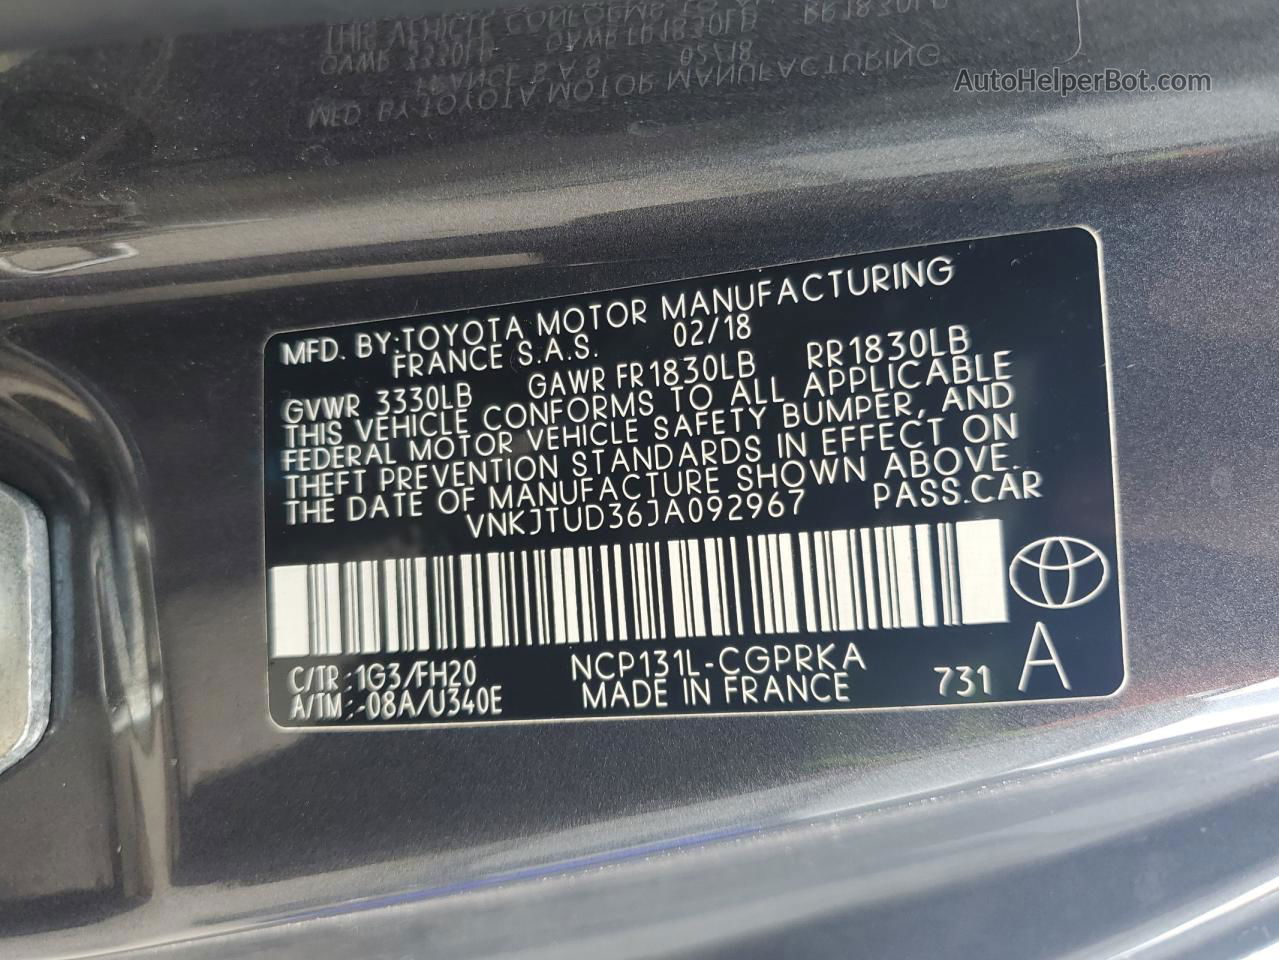 AutoHelperBot.com
MFD. BY:TOYOTA MOTOR MANUFACTURING
FRANCE S.A.S. 02/18
GVWR 3330LB GAWR FR1830LB RR1830LB
THIS VEHICLE CONFORMS TO ALL APPLICABLE
FEDERAL MOTOR VEHICLE SAFETY BUMPER, AND
THEFT PREVENTION STANDARDS IN EFFECT ON
THE DATE OF MANUFACTURE SHOWN ABOVE.
VNKJTUD36JA092967 PASS.CAR
C/TR:1G3/FH20 NCP131L-CGPRKA
A/TM:-08A/U340E MADE IN FRANCE 731 A